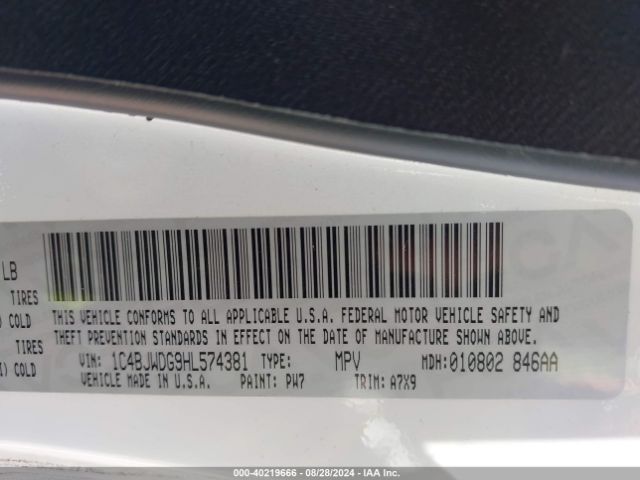 LB
TIRES
) COLD
TIRES
I) COLD
THIS VEHICLE CONFORMS TO ALL APPLICABLE U.S.A. FEDERAL MOTOR VEHICLE SAFETY AND
THEFT PREVENTION STANDARDS IN EFFECT ON THE DATE OF MANUFACTURE SHOWN ABOVE.
VIN: 1C4BJWDG9HL574381 TYPE: MPV MDH:010802 846AA
VEHICLE MADE IN U.S.A. PAINT: PW7 TRIM: A7X9
000-40219666 - 08/28/2024 - IAA Inc.